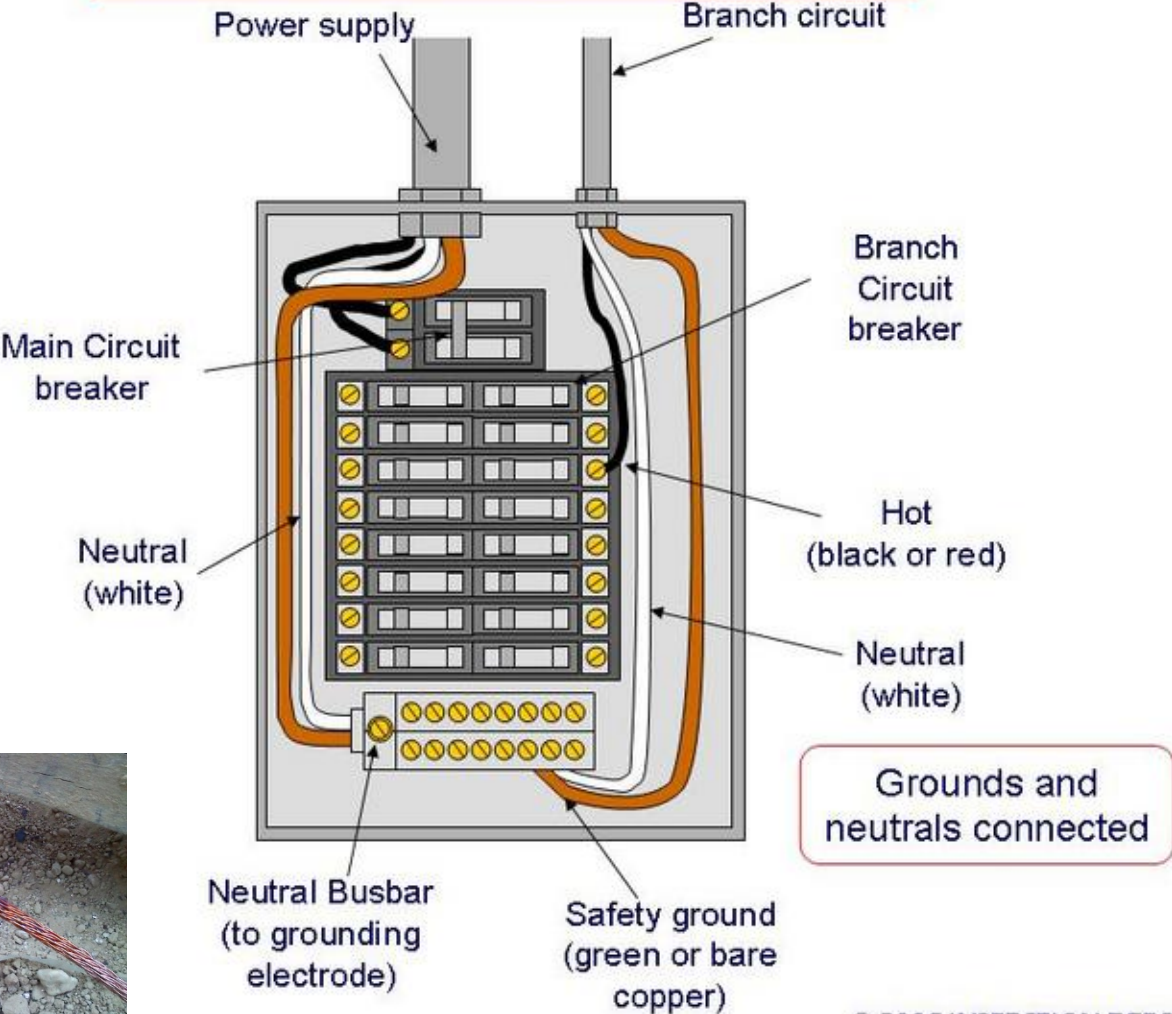 Power supply
Branch circuit
Branch
Circuit
breaker
Main Circuit
breaker
Hot
(black or red)
Neutral
(white)
Neutral
(white)
Grounds and
neutrals connected
Neutral Busbar
(to grounding
electrode)
Safety ground
(green or bare
copper)